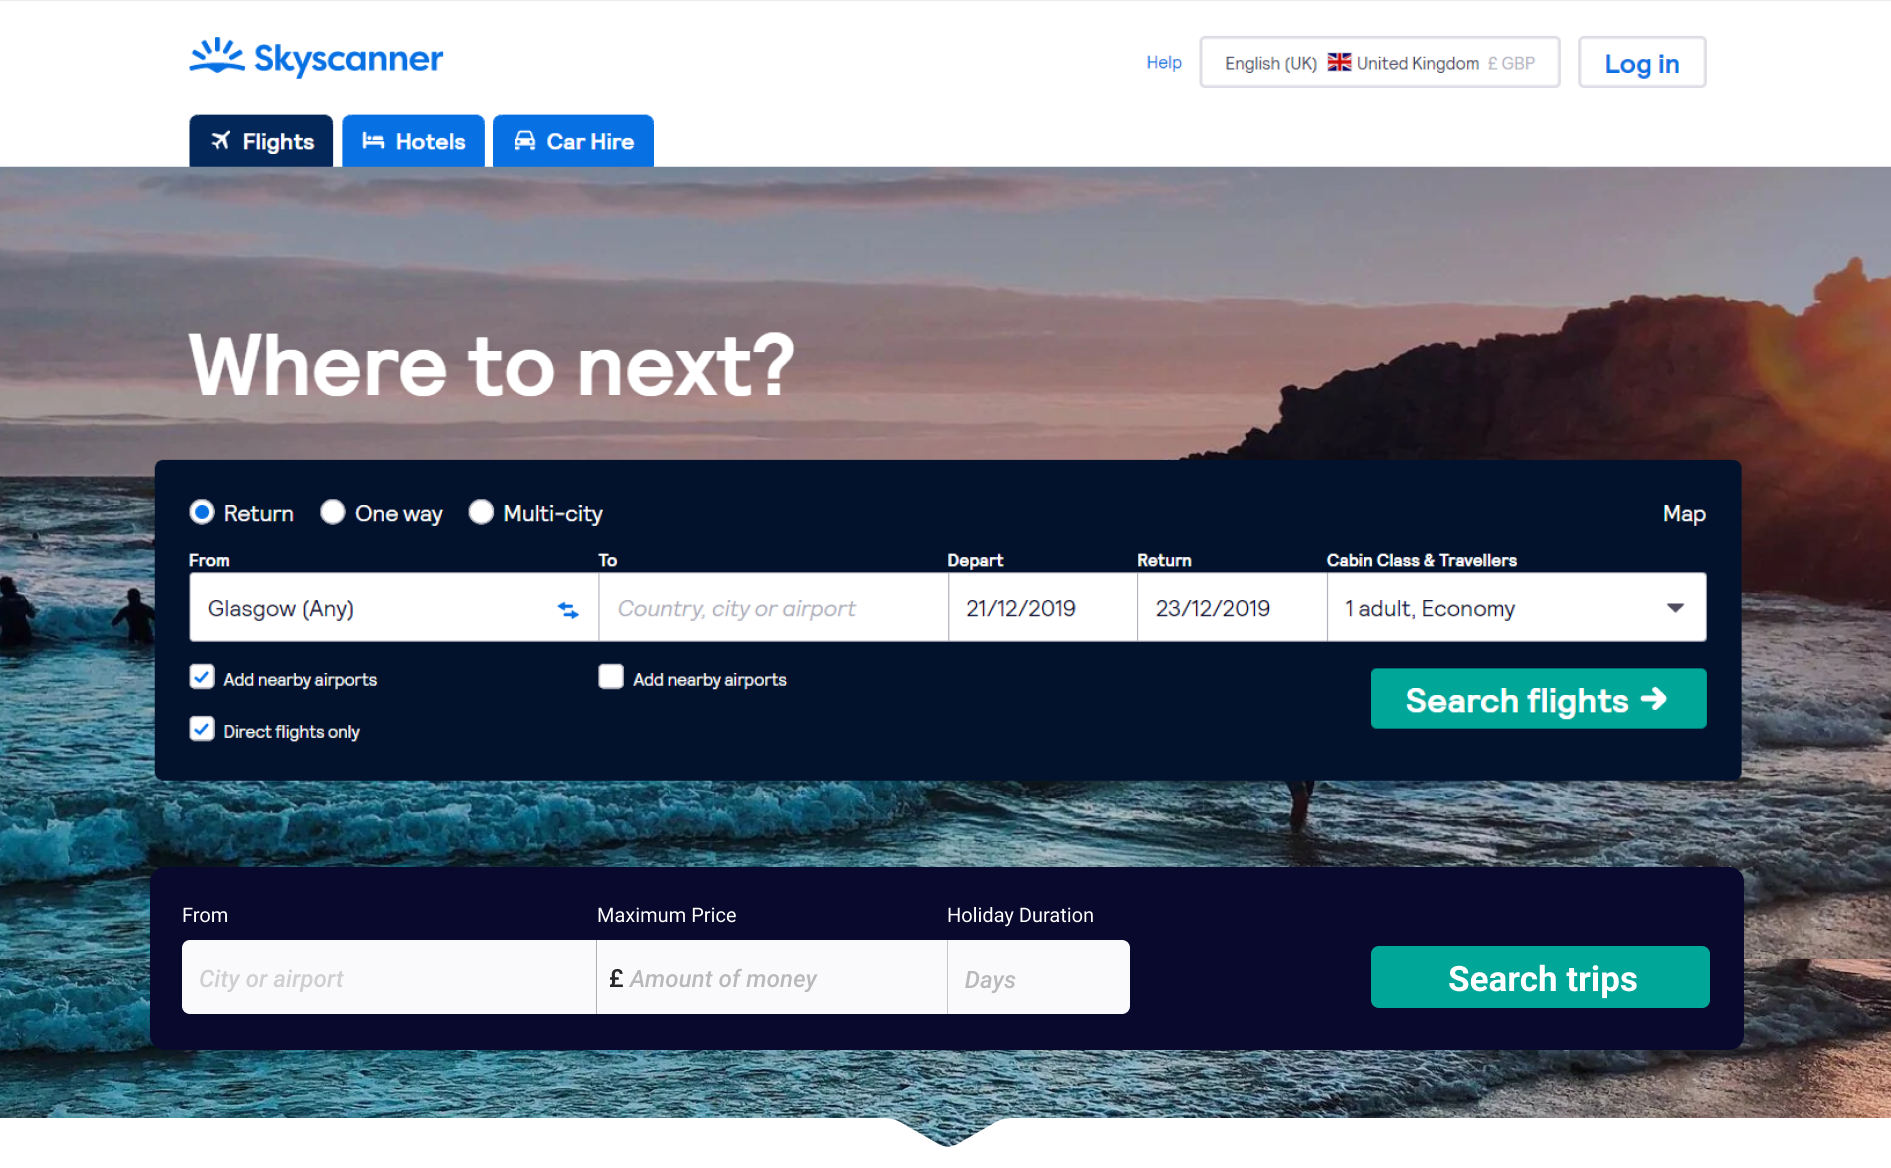 Skyscanner
Help
English (UK) United Kingdom £ GBP
Log in
Flights
Hotels
Car Hire
Where to next?
Return
One way
Multi-city
Map
From
To
Depart
Return
Cabin Class & Travellers
Glasgow (Any)
Country, city or airport
21/12/2019
23/12/2019
1 adult, Economy
Add nearby airports
Add nearby airports
Search flights
Direct flights only
From
Maximum Price
Holiday Duration
City or airport
£ Amount of money
Days
Search trips